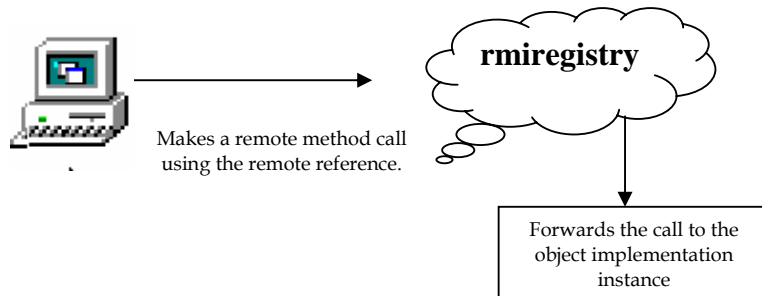 rmiregistry
Makes a remote method call
using the remote reference.
Forwards the call to the
object implementation
instance